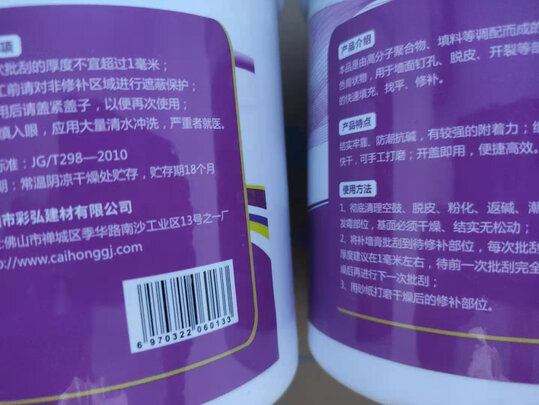 项
次批刮的厚度不宜超过1毫米；
工前请对非修补区域进行遮蔽保护；
用后请盖紧盖子，以便再次使用；
慎入眼，应用大量清水冲洗，严重者就医。
标准：JG/T298—2010
期：常温阴凉干燥处贮存，贮存期18个月
山市彩弘建材有限公司
:佛山市禅城区季华路南沙工业区13号之一厂
www.caihonggj.com
6970322060133
产品介绍
本品是由高分子聚合物、填料等调配而成的
色膏状物，用于墙面钉孔、脱皮、开裂等部
的快速填充、找平、修补。
产品特点
结实牢靠、防潮抗碱，有较强的附着力；细
快干，可手工打磨；开盖即用，便捷高效。
使用方法
1、彻底清理空鼓、脱皮、粉化、返碱、潮
发霉部位，基面必须干燥、结实无松动；
2、将补墙膏批刮到待修补部位，每次批刮
厚度建议在1毫米左右，待前一次批刮完全
燥后再进行下一次批刮；
3、用砂纸打磨干燥后的修补部位。